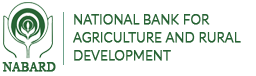 NABARD
NATIONAL BANK FOR
AGRICULTURE AND RURAL
DEVELOPMENT